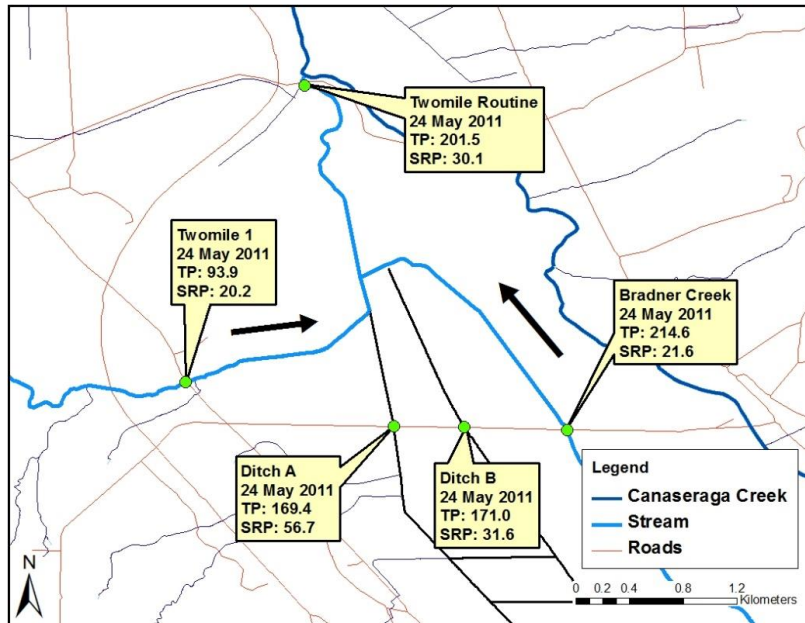 Twomile Routine
24 May 2011
TP: 201.5
SRP: 30.1
Twomile 1
24 May 2011
TP: 93.9
SRP: 20.2
Bradner Creek
24 May 2011
TP: 214.6
SRP: 21.6
Ditch A
24 May 2011
TP: 169.4
SRP: 56.7
Ditch B
24 May 2011
TP: 171.0
SRP: 31.6
Legend
Canaseraga Creek
Stream
Roads
N
0 0.2 0.4 0.8 1.2
Kilometers